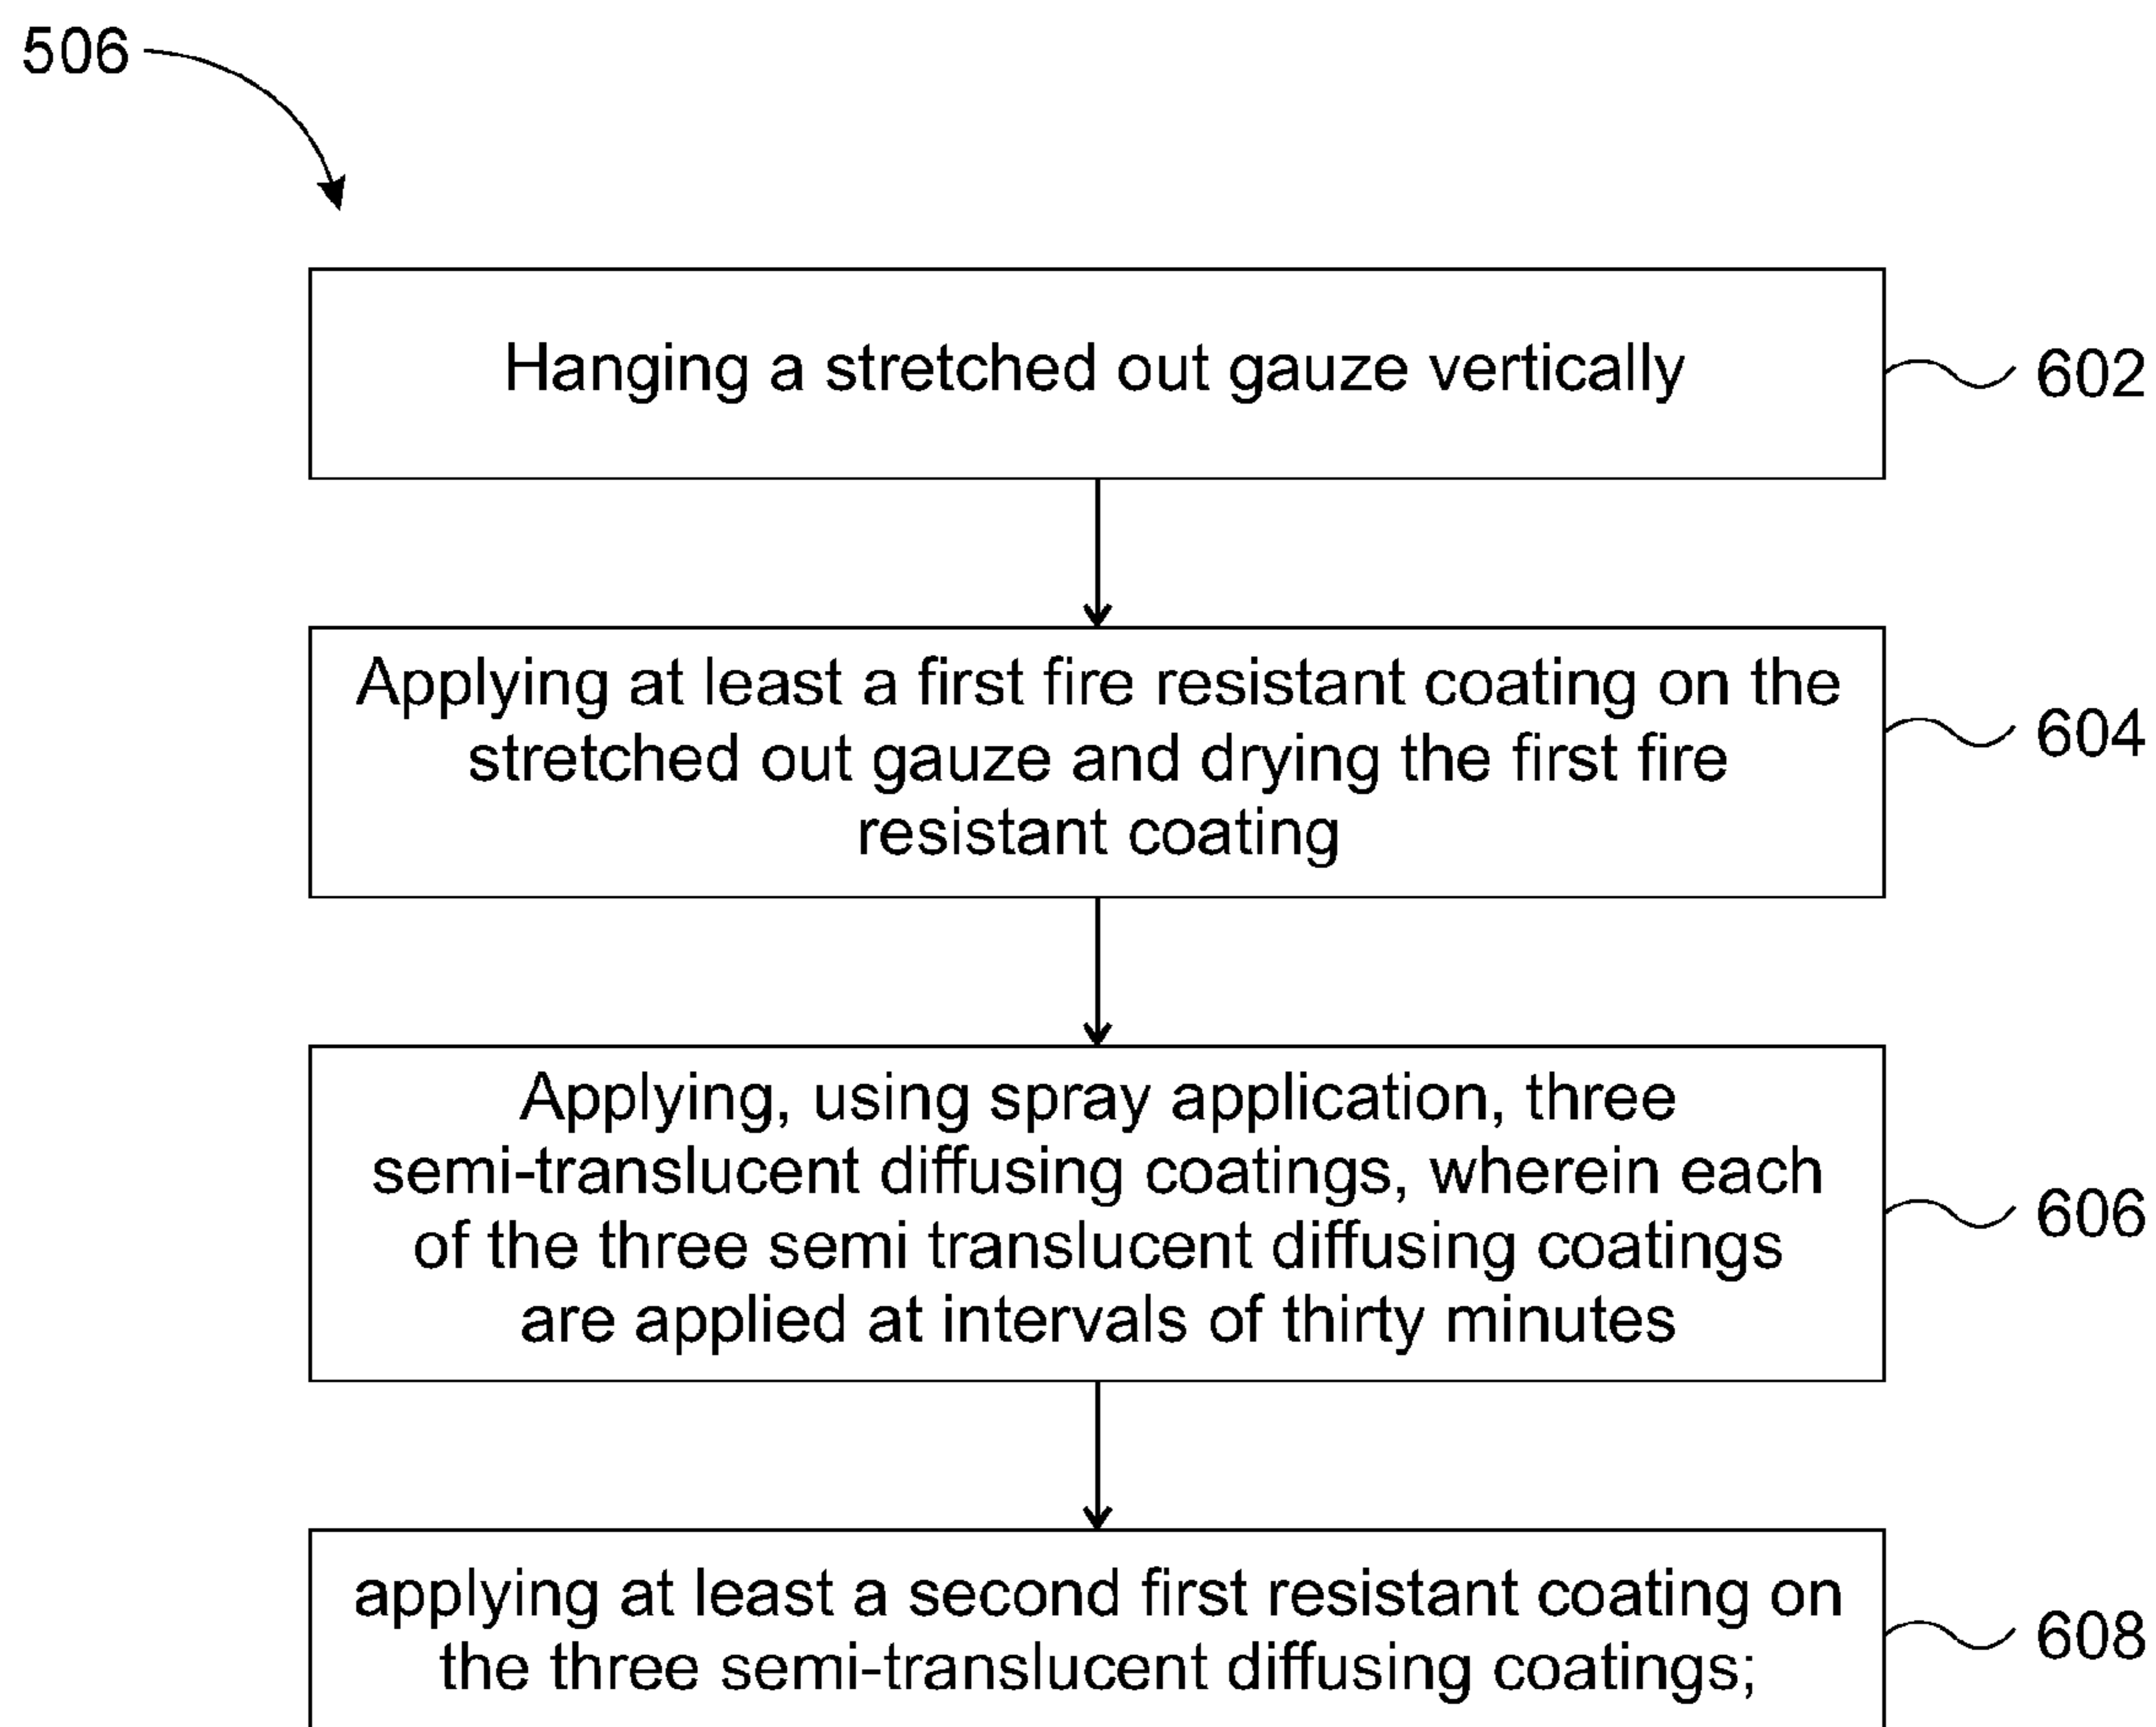 506
Hanging a stretched out gauze vertically
602
Applying at least a first fire resistant coating on the
stretched out gauze and drying the first fire
resistant coating
604
Applying, using spray application, three
semi-translucent diffusing coatings, wherein each
of the three semi translucent diffusing coatings
are applied at intervals of thirty minutes
606
applying at least a second first resistant coating on
the three semi-translucent diffusing coatings;
608